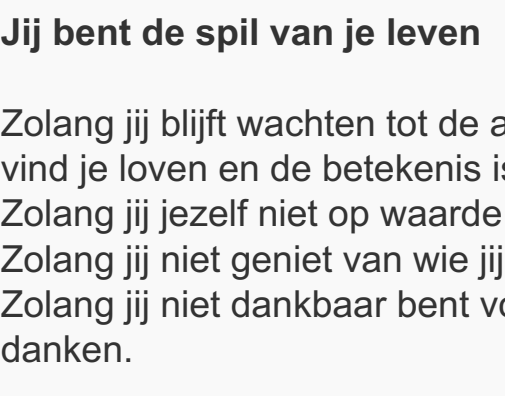 Jij bent de spil van je leven
Zolang jij blijft wachten tot de
vind je loven en de betekenis
Zolang jij jezelf niet op waarde
Zolang jij niet geniet van wie jij
Zolang jij niet dankbaar bent
danken.